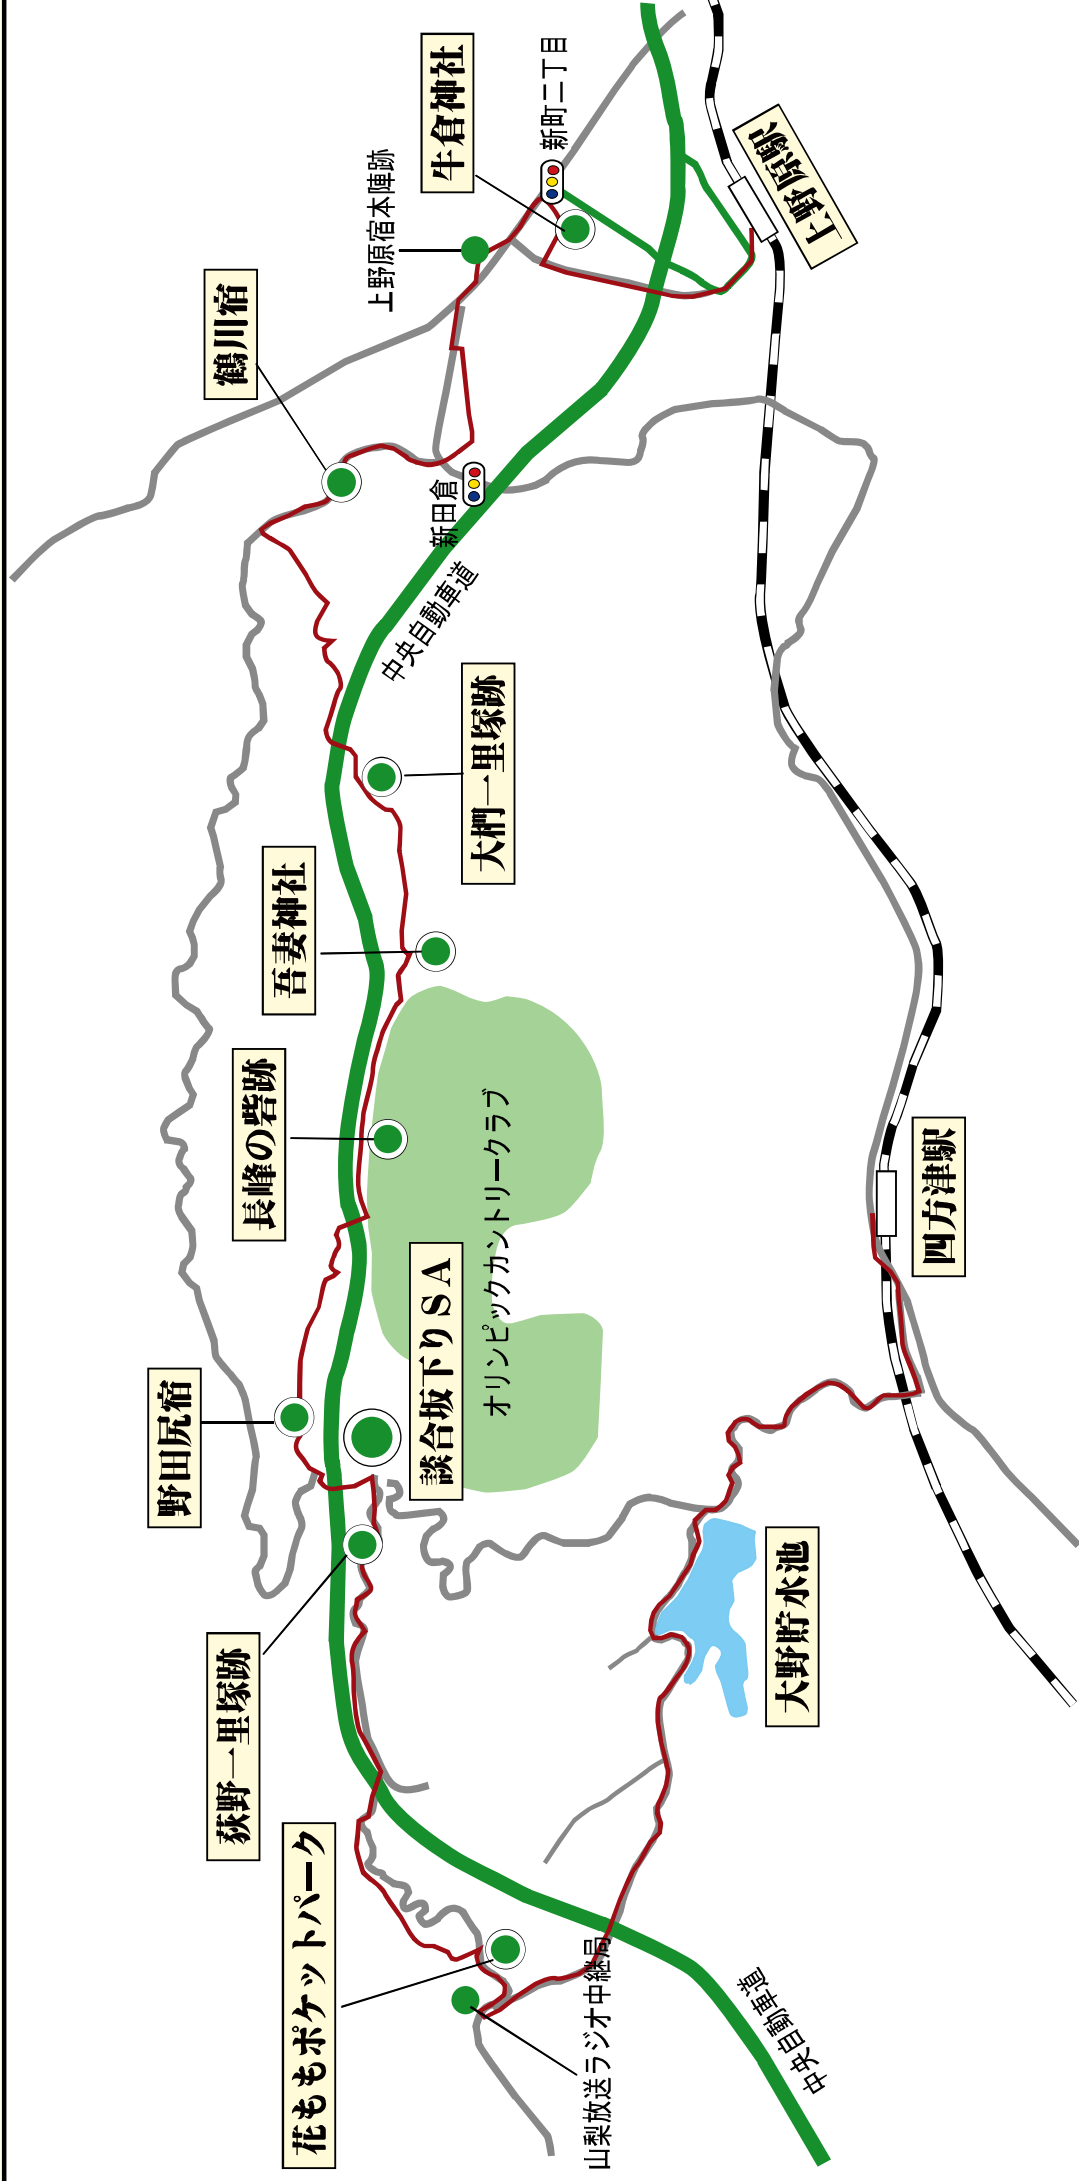 花ももポケットパーク
山梨放送ラジオ中継局
荻野一里塚跡
野田尻宿
談合坂下りSA
長峰の砦跡
オリンピックカントリークラブ
吾妻神社
大椚一里塚跡
中央自動車道
新田倉
鶴川宿
上野原宿本陣跡
牛倉神社
新町二丁目
上野原駅
中央自動車道
大野貯水池
四方津駅